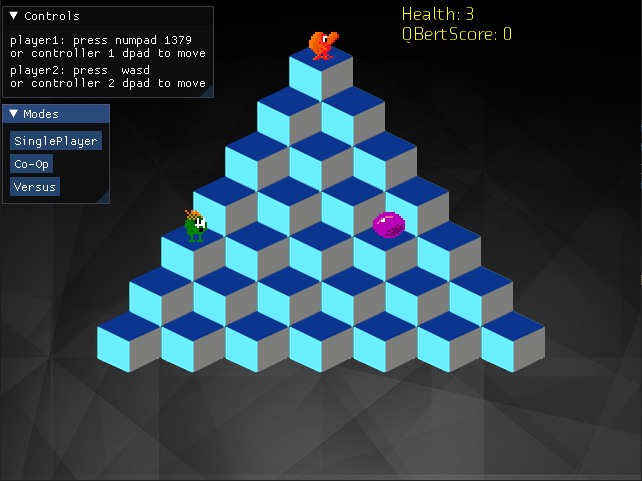 Controls
player1: press numpad 1379
or controller 1 dpad to move
player2: press  wasd
or controller 2 dpad to move
Modes
SinglePlayer
Co-Op
Versus
Health: 3
QBertScore: 0